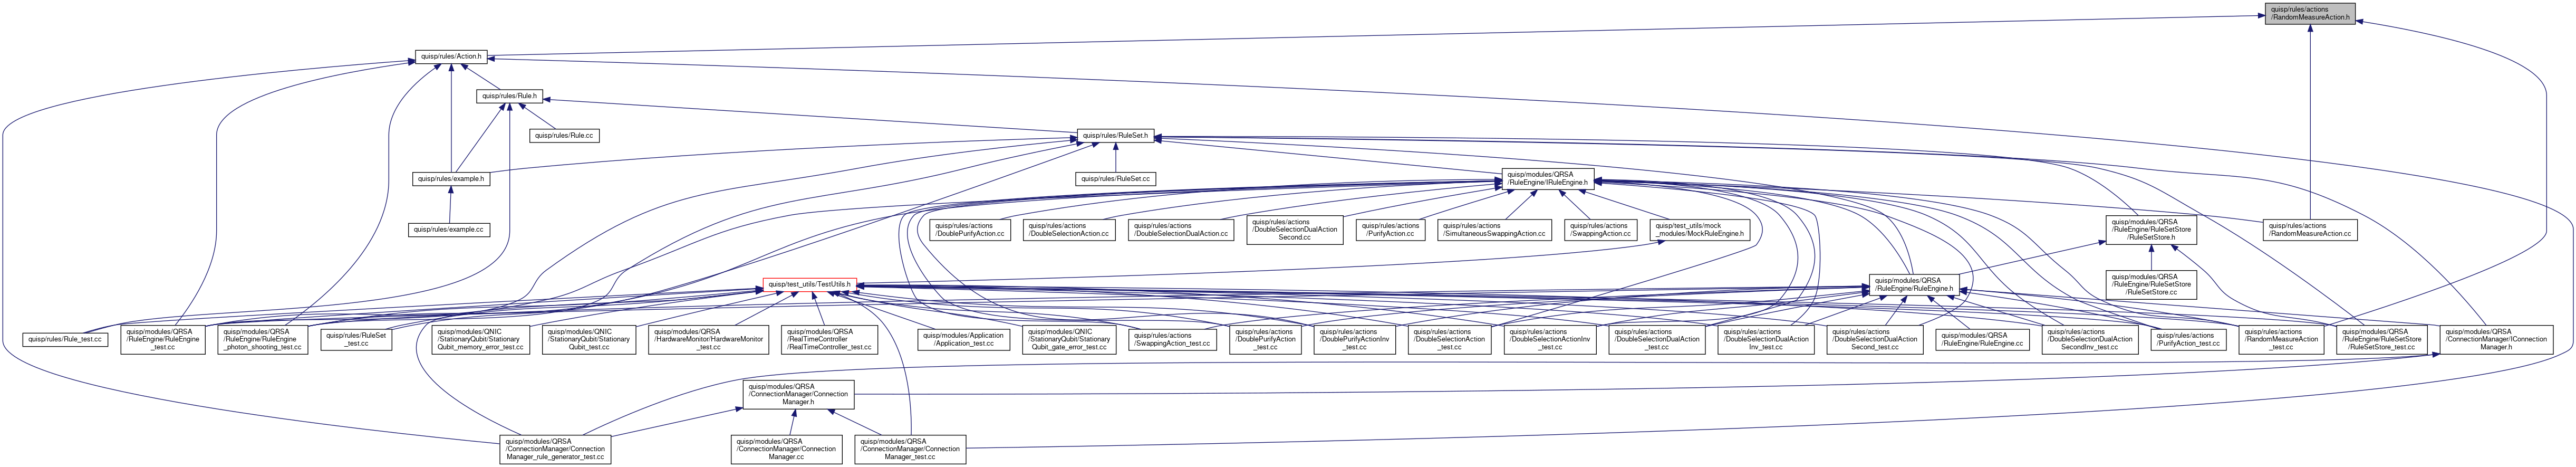 quisp/rules/actions
/RandomMeasureAction.h
quisp/rules/Action.h
quisp/rules/Rule.h
quisp/rules/Rule.cc
quisp/rules/RuleSet.h
quisp/rules/example.h
quisp/rules/RuleSet.cc
quisp/modules/QRSA
/RuleEngine/IRuleEngine.h
quisp/rules/example.cc
quisp/rules/actions
/DoublePurifyAction.cc
quisp/rules/actions
/DoubleSelectionAction.cc
quisp/rules/actions
/DoubleSelectionDualAction.cc
quisp/rules/actions
/DoubleSelectionDualAction
Second.cc
quisp/rules/actions
/PurifyAction.cc
quisp/rules/actions
/SimultaneousSwappingAction.cc
quisp/rules/actions
/SwappingAction.cc
quisp/test_utils/mock
_modules/MockRuleEngine.h
quisp/modules/QRSA
/RuleEngine/RuleSetStore
/RuleSetStore.h
quisp/rules/actions
/RandomMeasureAction.cc
quisp/test_utils/TestUtils.h
quisp/modules/QRSA
/RuleEngine/RuleEngine.h
quisp/modules/QRSA
/RuleEngine/RuleSetStore
/RuleSetStore.cc
quisp/rules/Rule_test.cc
quisp/modules/QRSA
/RuleEngine/RuleEngine
_test.cc
quisp/modules/QRSA
/RuleEngine/RuleEngine
_photon_shooting_test.cc
quisp/rules/RuleSet
_test.cc
quisp/modules/QNIC
/StationaryQubit/Stationary
Qubit_memory_error_test.cc
quisp/modules/QNIC
/StationaryQubit/Stationary
Qubit_test.cc
quisp/modules/QRSA
/HardwareMonitor/HardwareMonitor
_test.cc
quisp/modules/QRSA
/RealTimeController
/RealTimeController_test.cc
quisp/modules/Application
/Application_test.cc
quisp/modules/QNIC
/StationaryQubit/Stationary
Qubit_gate_error_test.cc
quisp/rules/actions
/SwappingAction_test.cc
quisp/rules/actions
/DoublePurifyAction
_test.cc
quisp/rules/actions
/DoublePurifyActionInv
_test.cc
quisp/rules/actions
/DoubleSelectionAction
_test.cc
quisp/rules/actions
/DoubleSelectionActionInv
_test.cc
quisp/rules/actions
/DoubleSelectionDualAction
_test.cc
quisp/rules/actions
/DoubleSelectionDualAction
Inv_test.cc
quisp/rules/actions
/DoubleSelectionDualAction
Second_test.cc
quisp/modules/QRSA
/RuleEngine/RuleEngine.cc
quisp/rules/actions
/DoubleSelectionDualAction
SecondInv_test.cc
quisp/rules/actions
/PurifyAction_test.cc
quisp/rules/actions
/RandomMeasureAction
_test.cc
quisp/modules/QRSA
/RuleEngine/RuleSetStore
/RuleSetStore_test.cc
quisp/modules/QRSA
/ConnectionManager/IConnection
Manager.h
quisp/modules/QRSA
/ConnectionManager/Connection
Manager.h
quisp/modules/QRSA
/ConnectionManager/Connection
Manager_rule_generator_test.cc
quisp/modules/QRSA
/ConnectionManager/Connection
Manager.cc
quisp/modules/QRSA
/ConnectionManager/Connection
Manager_test.cc